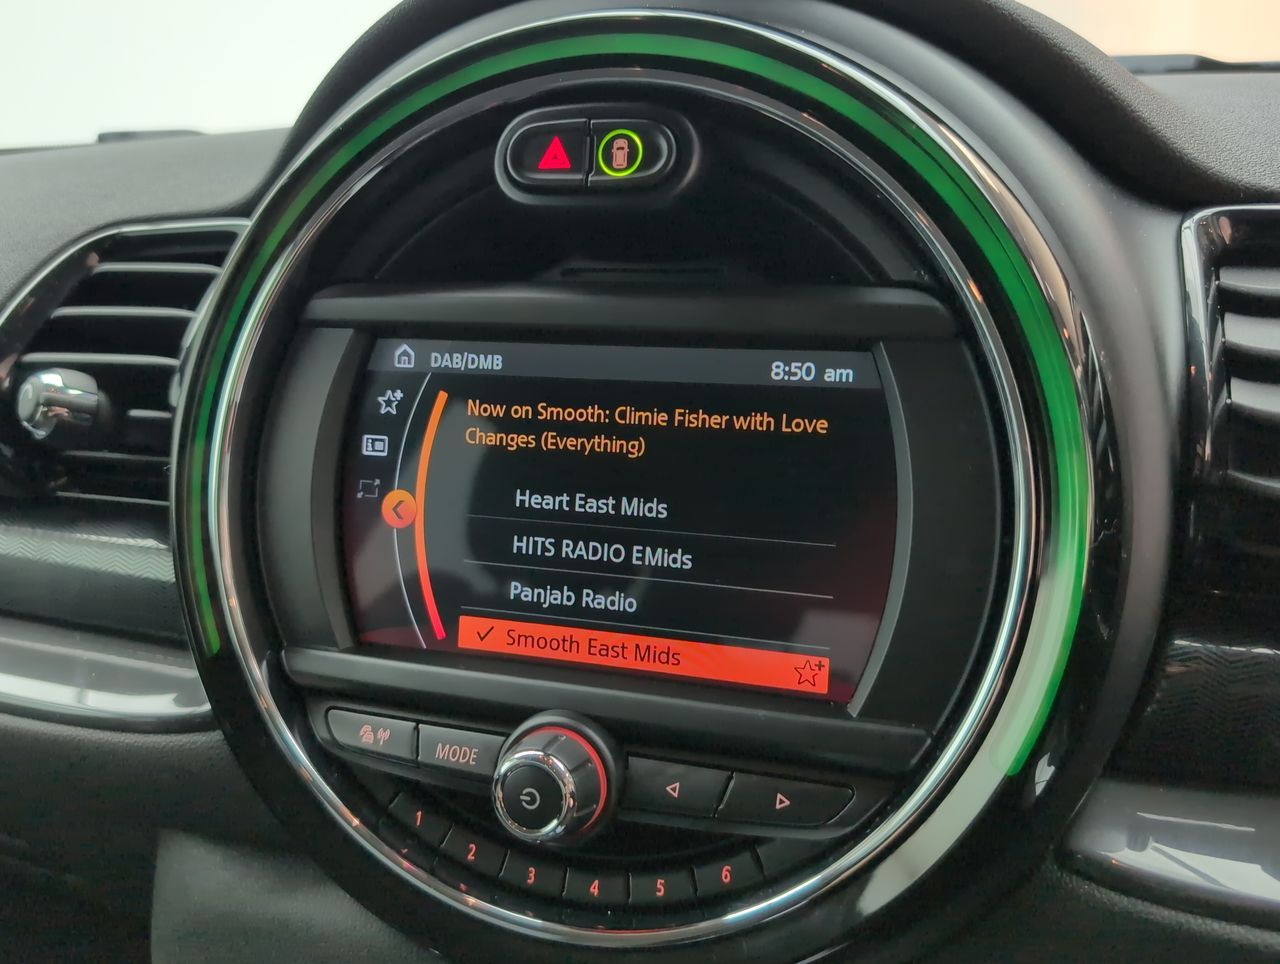 DAB/DMB 8:50 am
Now on Smooth: Climie Fisher with Love
Changes (Everything)
Heart East Mids
HITS RADIO EMids
Panjab Radio
Smooth East Mids
MODE
1 2 3 4 5 6